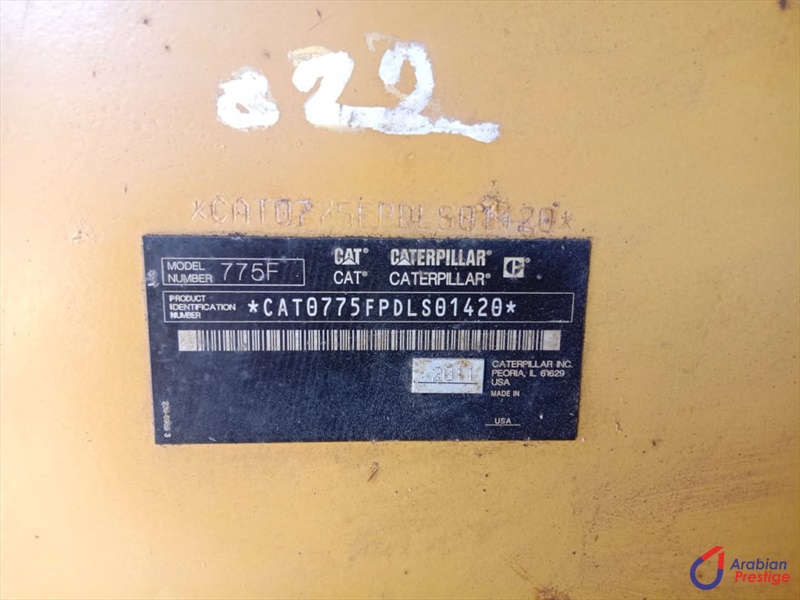 022
*CAT0775FPDLS01420*
MODEL NUMBER 775F
CAT® CATERPILLAR®
CAT® CATERPILLAR®
PRODUCT IDENTIFICATION NUMBER *CAT0775FPDLS01420*
2011
CATERPILLAR INC.
PEORIA, IL 61629
USA
MADE IN
USA
Arabian
Prestige